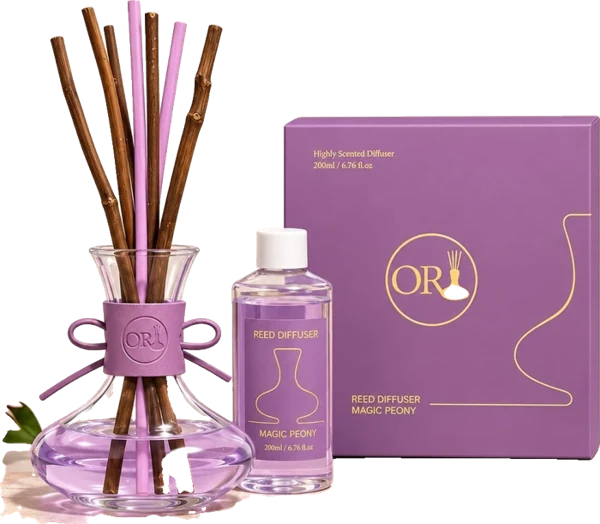 Highly Scented Diffuser
200ml / 6.76 fl.oz
OR
REED DIFFUSER
MAGIC PEONY
OR
REED DIFFUSER
MAGIC PEONY
200ml / 6.76 fl.oz